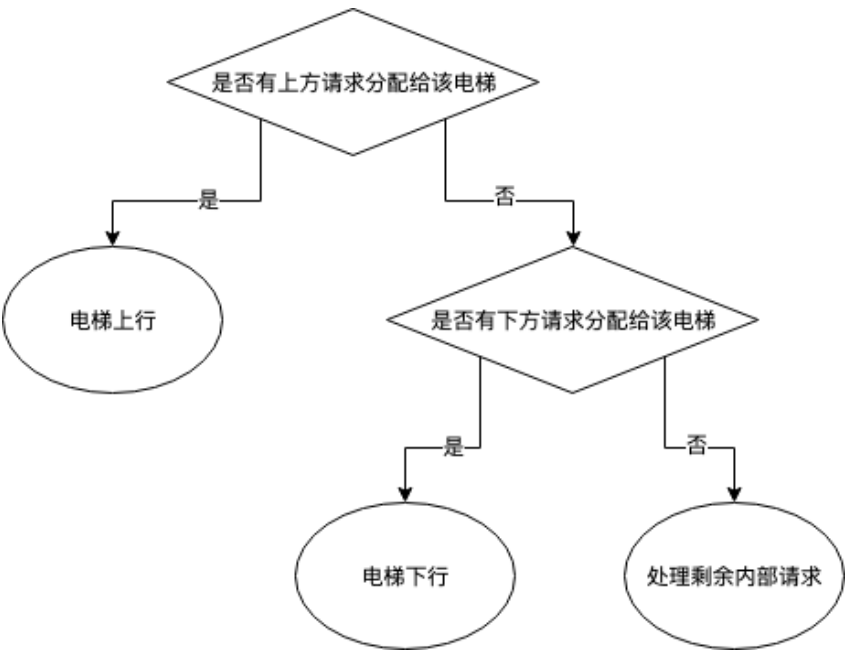 是否有上方请求分配给该电梯
是
否
电梯上行
是否有下方请求分配给该电梯
是
否
电梯下行
处理剩余内部请求